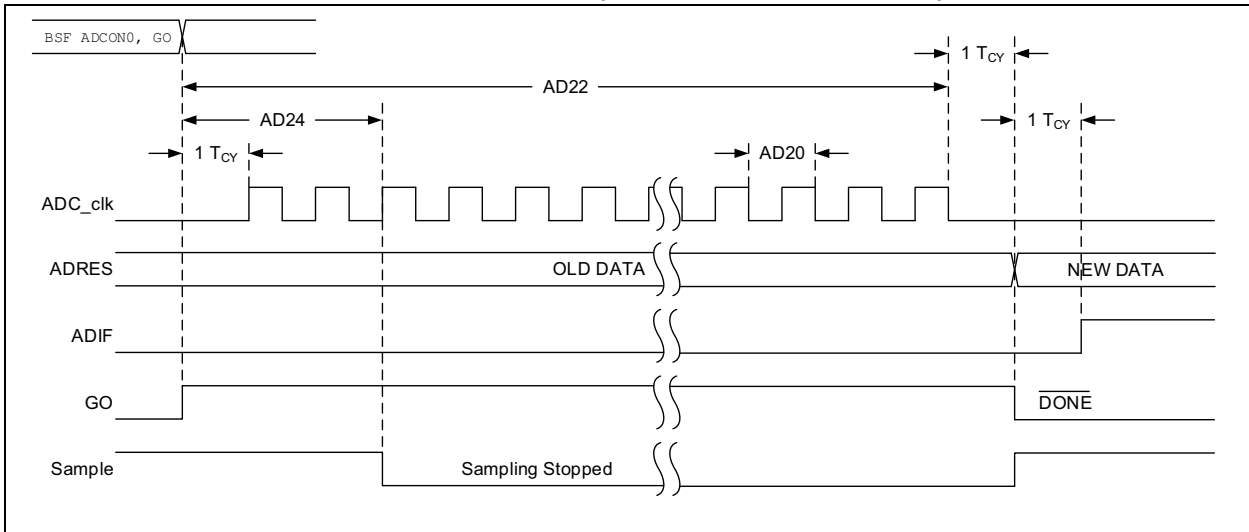 BSF ADCON0, GO
1 TCY
AD22
AD24
1 TCY
1 TCY
AD20
ADC_clk
ADRES
OLD DATA
NEW DATA
ADIF
GO
DONE
Sample
Sampling Stopped